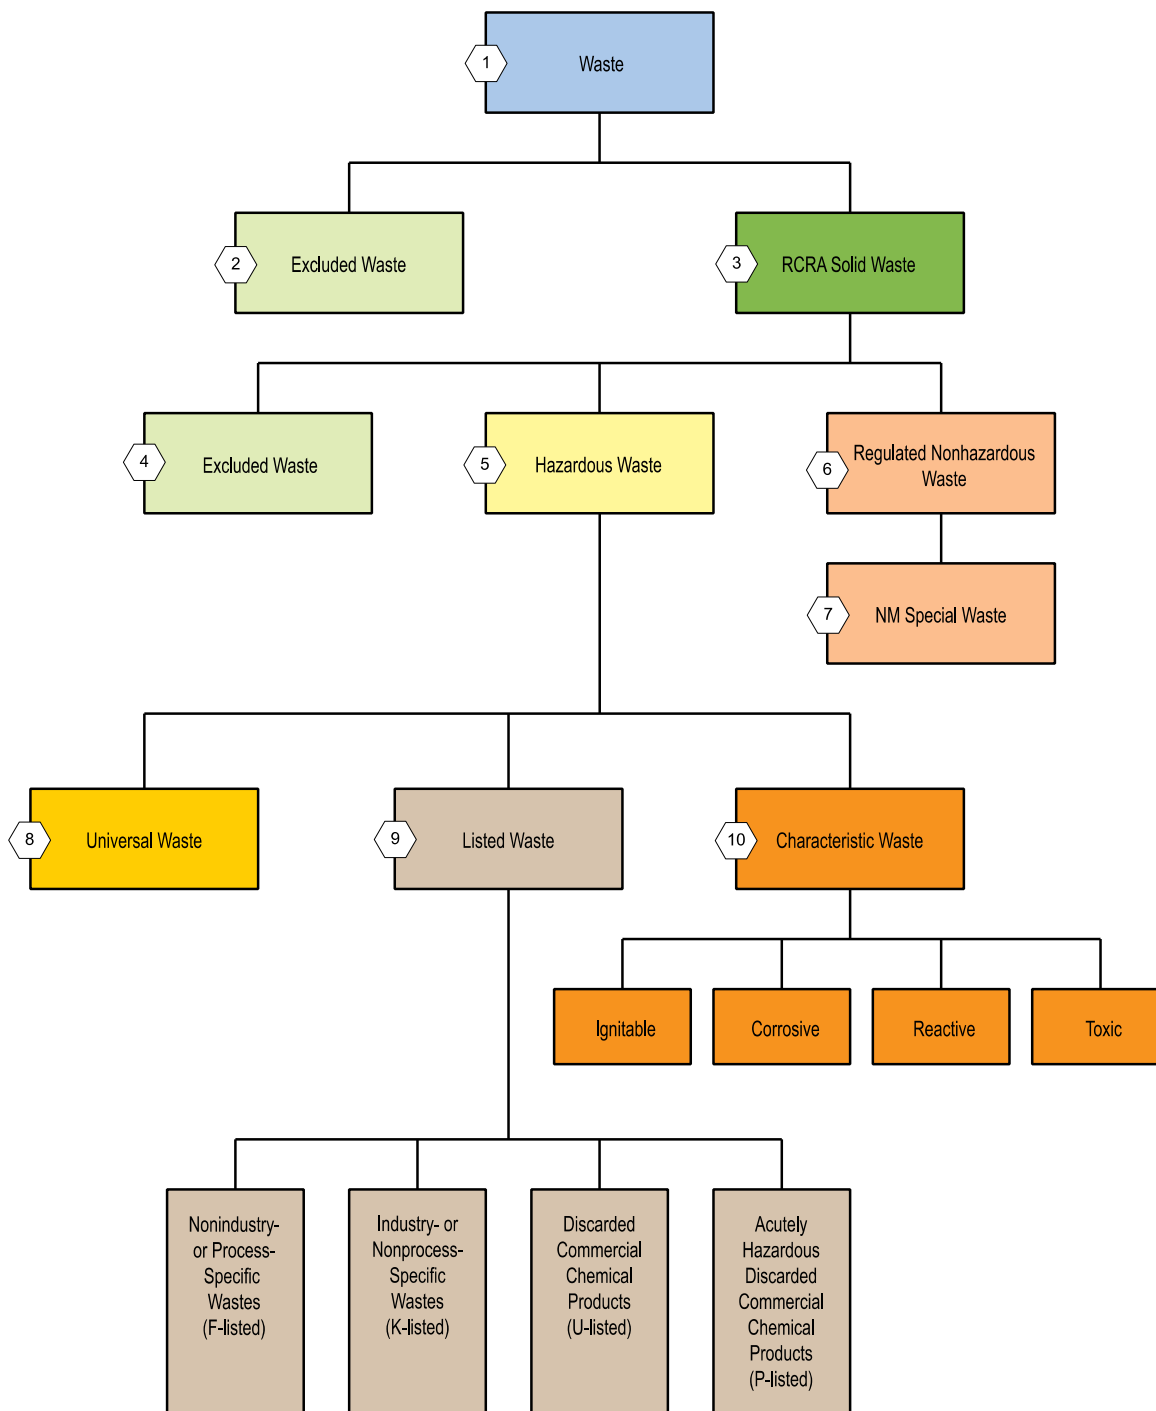 1
Waste
2
Excluded Waste
3
RCRA Solid Waste
4
Excluded Waste
5
Hazardous Waste
6
Regulated Nonhazardous
Waste
7
NM Special Waste
8
Universal Waste
9
Listed Waste
10
Characteristic Waste
Ignitable
Corrosive
Reactive
Toxic
Nonindustry-
or Process-
Specific
Wastes
(F-listed)
Industry- or
Nonprocess-
Specific
Wastes
(K-listed)
Discarded
Commercial
Chemical
Products
(U-listed)
Acutely
Hazardous
Discarded
Commercial
Chemical
Products
(P-listed)